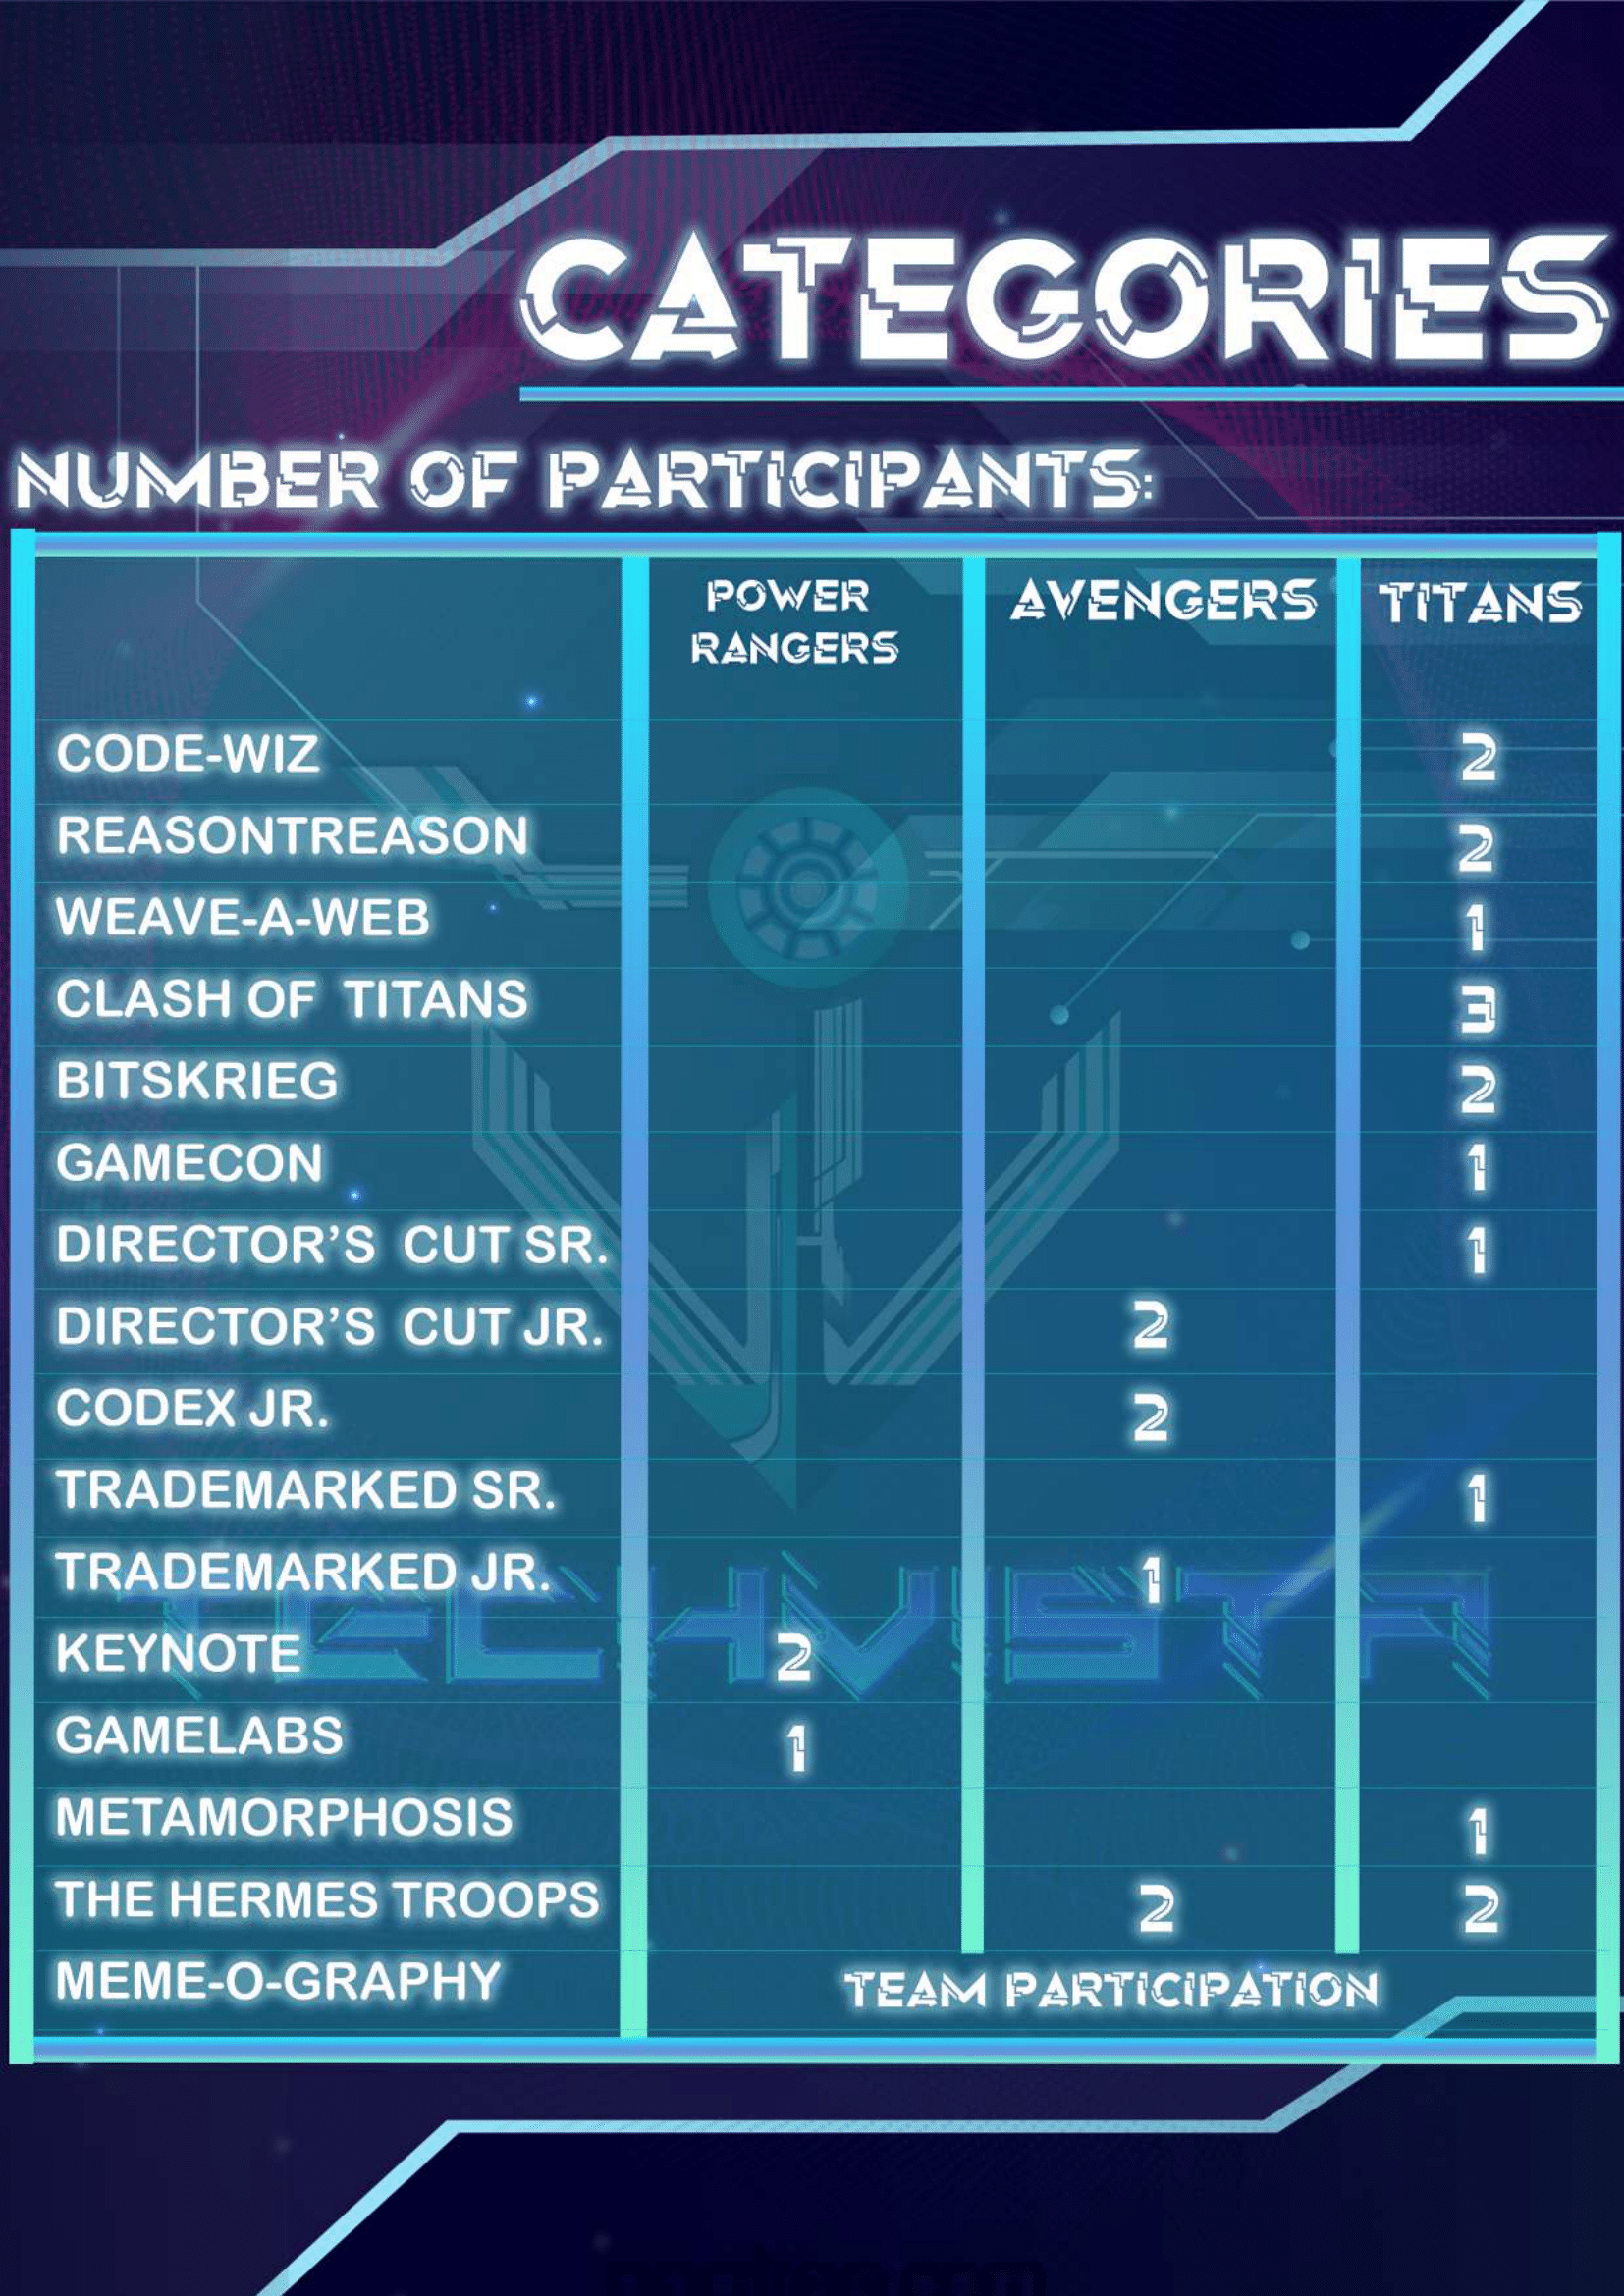 CATEGORIES
NUMBER OF PARTICIPANTS:
POWER RANGERS AVENGERS TITANS
CODE-WIZ 2
REASONTREASON 2
WEAVE-A-WEB 1
CLASH OF TITANS 3
BITSKRIEG 2
GAMECON 1
DIRECTOR’S CUT SR. 1
DIRECTOR’S CUT JR. 2
CODEX JR. 2
TRADEMARKED SR. 1
TRADEMARKED JR. 1
TECHVISTA
KEYNOTE 2
GAMELABS 1
METAMORPHOSIS 1
THE HERMES TROOPS 2 2
MEME-O-GRAPHY TEAM PARTICIPATION